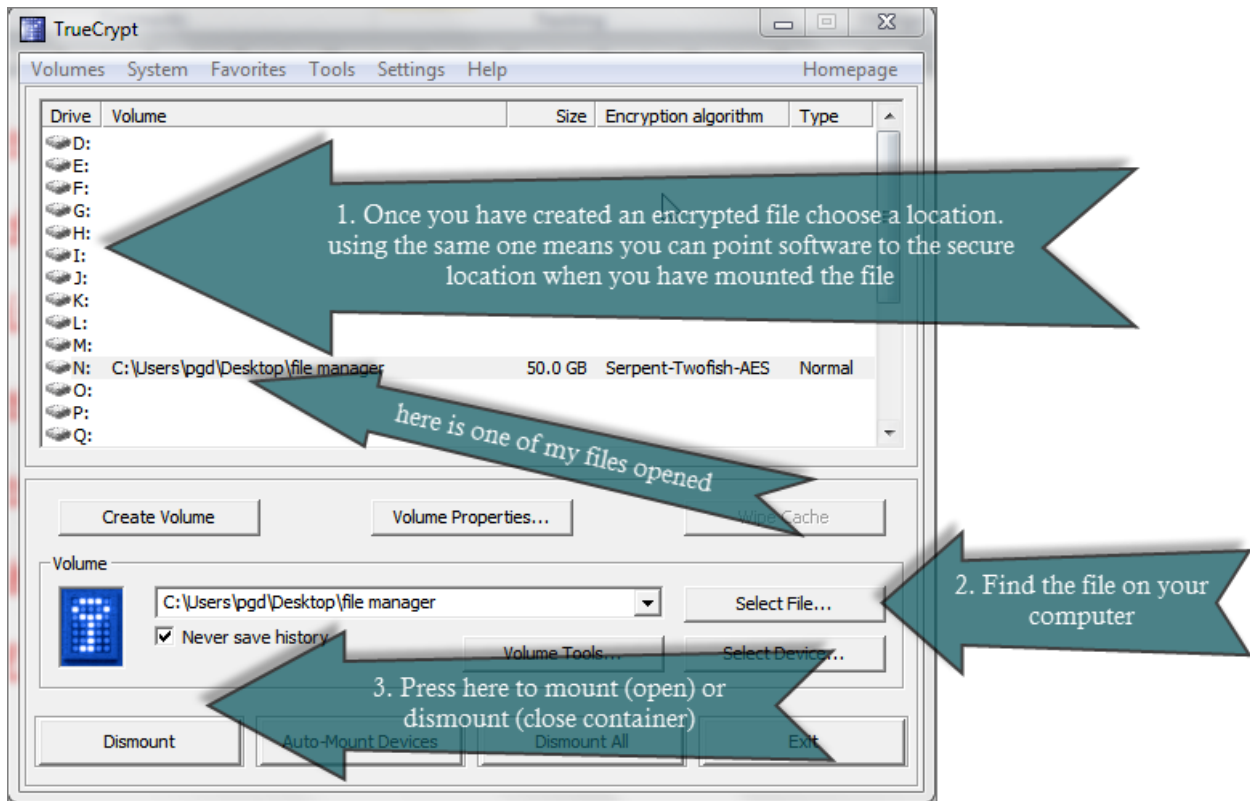 TrueCrypt
Volumes System Favorites Tools Settings Help Homepage
Drive Volume Size Encryption algorithm Type
D:
E:
F:
G:
H:
I:
J:
K:
L:
M:
N: C:\Users\pgd\Desktop\file manager 50.0 GB Serpent-Twofish-AES Normal
O:
P:
Q:
1. Once you have created an encrypted file choose a location.
using the same one means you can point software to the secure
location when you have mounted the file
here is one of my files opened
Create Volume Volume Properties... Wipe Cache
Volume
C:\Users\pgd\Desktop\file manager Select File...
2. Find the file on your
computer
Never save history Volume Tools... Select Device...
3. Press here to mount (open) or
dismount (close container)
Dismount Auto-Mount Devices Dismount All Exit